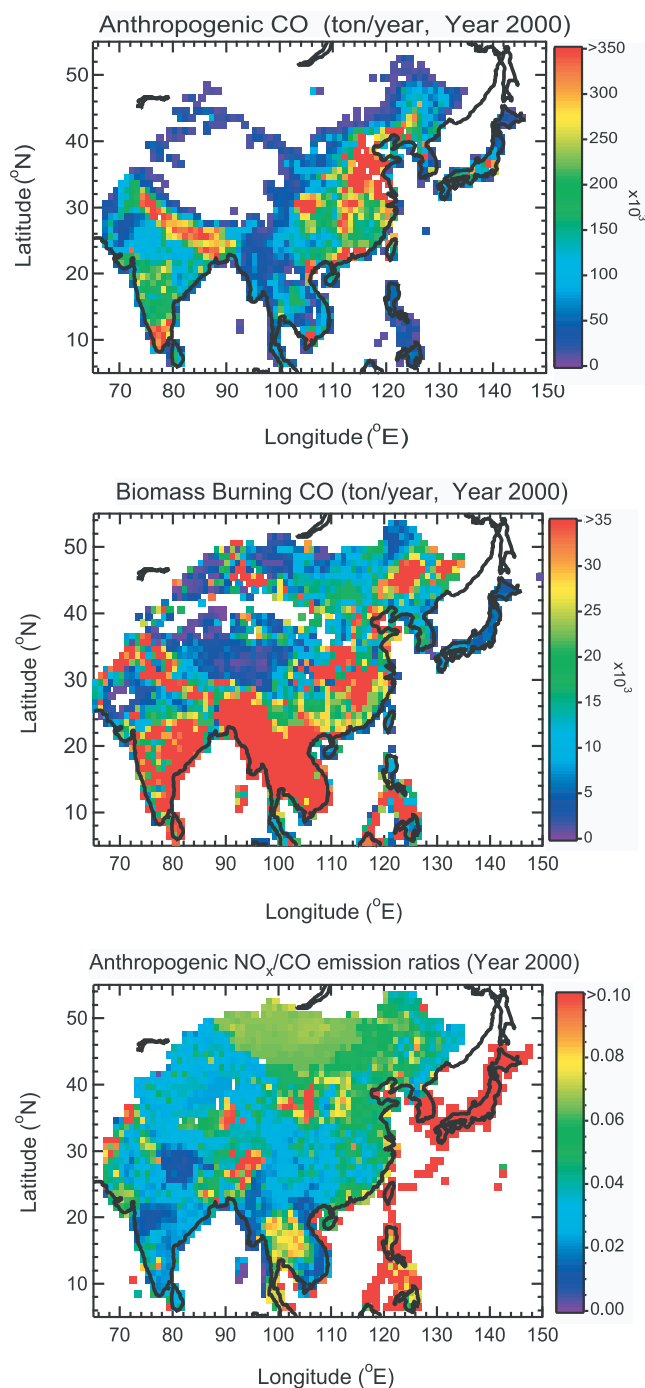 Anthropogenic CO (ton/year, Year 2000)
50
40
30
20
10
Latitude (°N)
70 80 90 100 110 120 130 140 150
Longitude (°E)
>350
300
250
200
150
100
50
0
x10³
Biomass Burning CO (ton/year, Year 2000)
50
40
30
20
10
Latitude (°N)
70 80 90 100 110 120 130 140 150
Longitude (°E)
>35
30
25
20
15
10
5
0
x10³
Anthropogenic NOₓ/CO emission ratios (Year 2000)
50
40
30
20
10
Latitude (°N)
70 80 90 100 110 120 130 140 150
Longitude (°E)
>0.10
0.08
0.06
0.04
0.02
0.00